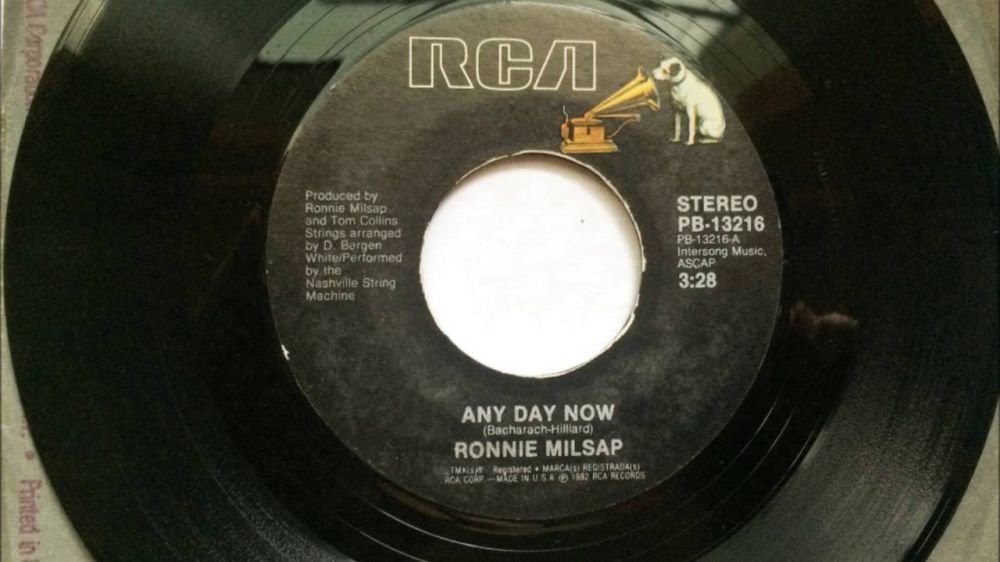 RCA
Produced by
Ronnie Milsap
and Tom Collins
Strings arranged
by D. Bergen
White/Performed
by the
Nashville String
Machine
STEREO
PB-13216
PB-13216-A
Intersong Music,
ASCAP
3:28
ANY DAY NOW
(Bacharach-Hilliard)
RONNIE MILSAP
TMK(s)® Registered • MARCA(s) REGISTRADA(s)
RCA CORP —MADE IN U.S.A ℗ 1982 RCA RECORDS
Printed in